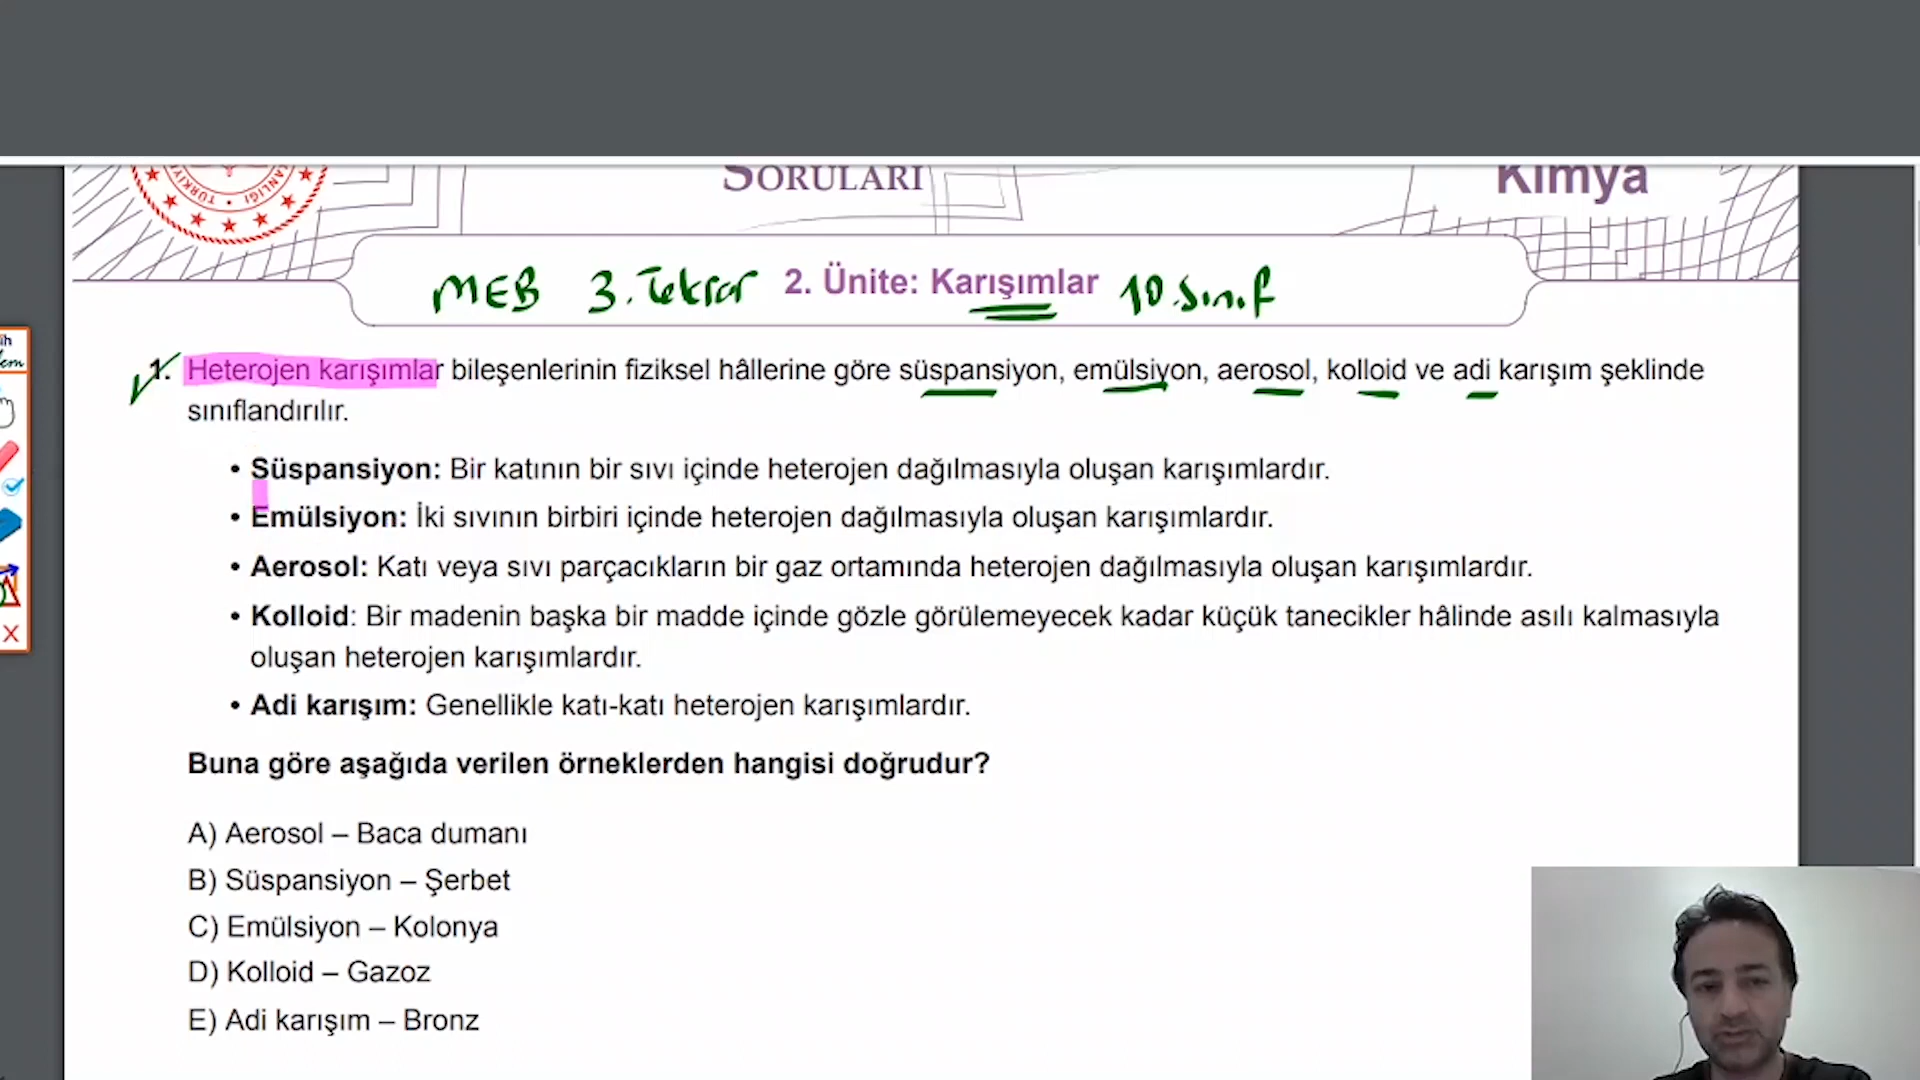 SORULARI
Kimya
TÜRKİY
ANLIĞI
MEB 3. Tekrar 2. Ünite: Karışımlar 10. Sınıf
ih
lem
1. Heterojen karışımlar bileşenlerinin fiziksel hâllerine göre süspansiyon, emülsiyon, aerosol, kolloid ve adi karışım şeklinde
sınıflandırılır.
• Süspansiyon: Bir katının bir sıvı içinde heterojen dağılmasıyla oluşan karışımlardır.
• Emülsiyon: İki sıvının birbiri içinde heterojen dağılmasıyla oluşan karışımlardır.
• Aerosol: Katı veya sıvı parçacıkların bir gaz ortamında heterojen dağılmasıyla oluşan karışımlardır.
• Kolloid: Bir madenin başka bir madde içinde gözle görülemeyecek kadar küçük tanecikler hâlinde asılı kalmasıyla
oluşan heterojen karışımlardır.
• Adi karışım: Genellikle katı-katı heterojen karışımlardır.
Buna göre aşağıda verilen örneklerden hangisi doğrudur?
A) Aerosol – Baca dumanı
B) Süspansiyon – Şerbet
C) Emülsiyon – Kolonya
D) Kolloid – Gazoz
E) Adi karışım – Bronz